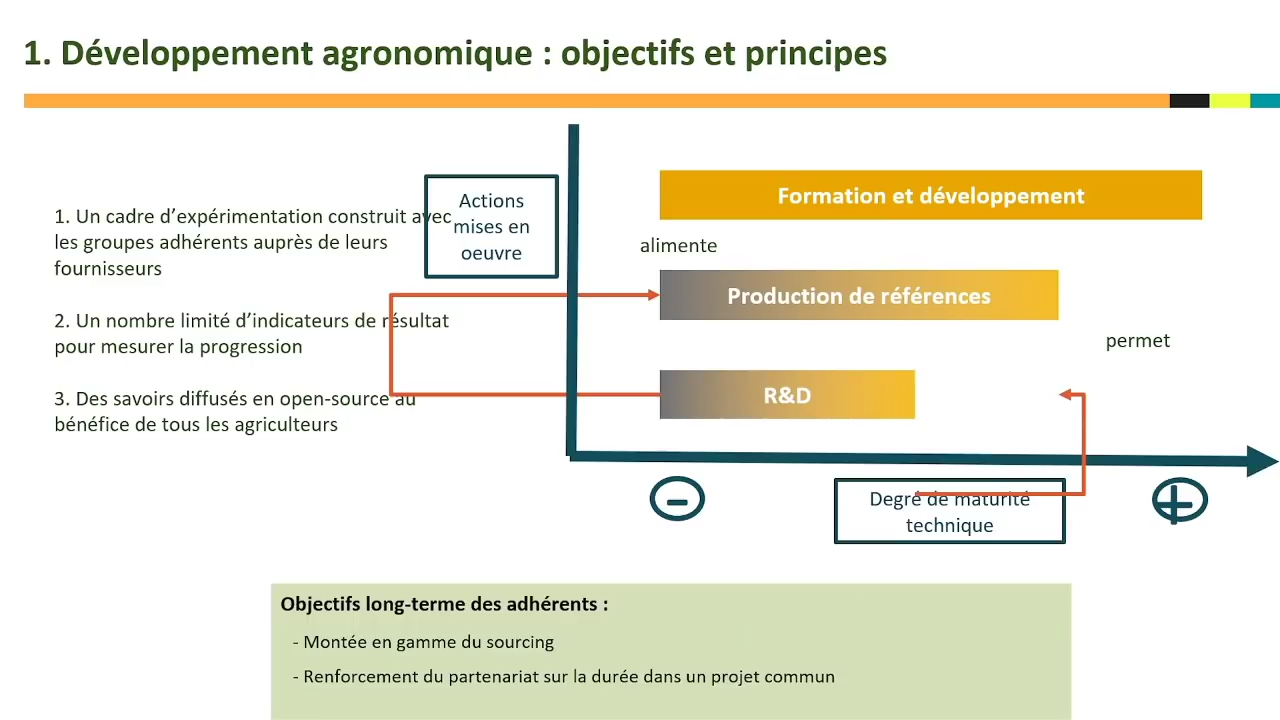 1. Développement agronomique : objectifs et principes
1. Un cadre d’expérimentation construit avec
les groupes adhérents auprès de leurs
fournisseurs
2. Un nombre limité d’indicateurs de résultat
pour mesurer la progression
3. Des savoirs diffusés en open-source au
bénéfice de tous les agriculteurs
Actions
mises en
oeuvre
Formation et développement
alimente
Production de références
permet
R&D
-
Degré de maturité
technique
+
Objectifs long-terme des adhérents :
- Montée en gamme du sourcing
- Renforcement du partenariat sur la durée dans un projet commun